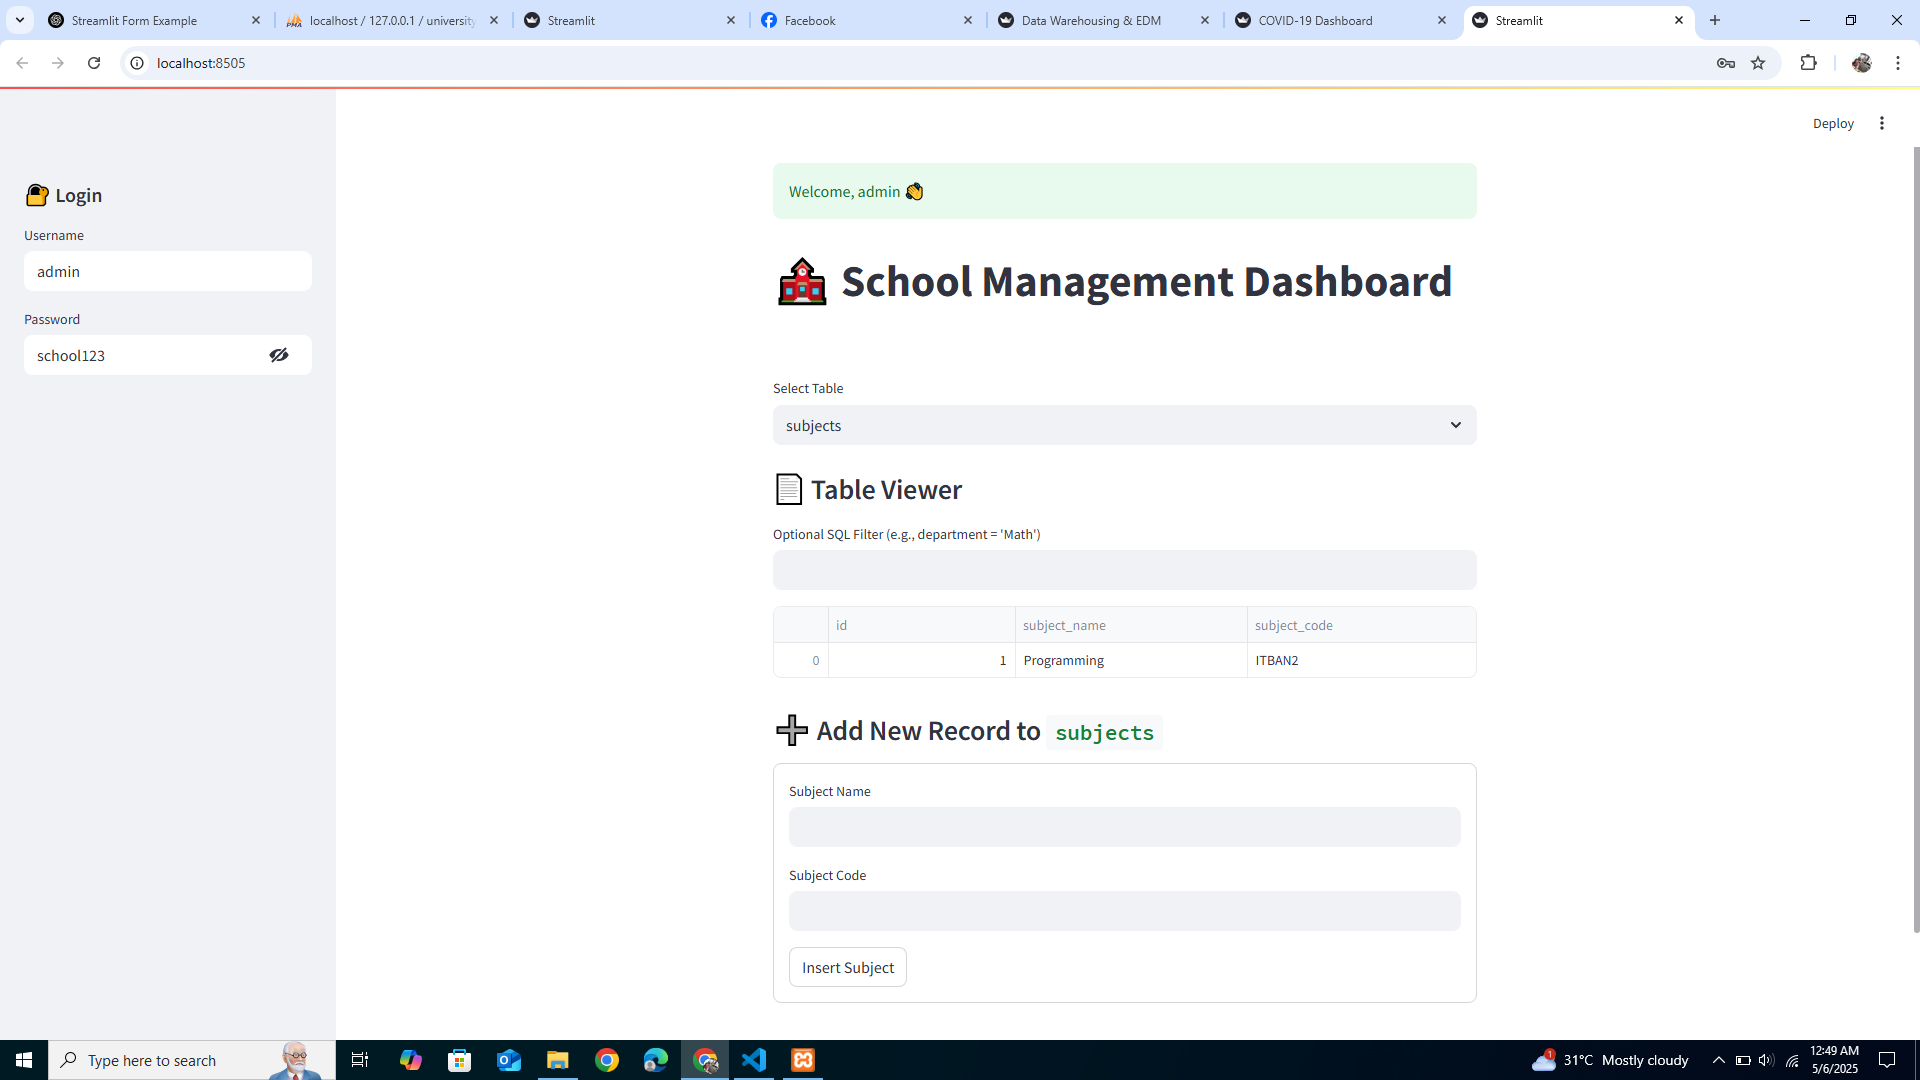 Streamlit Form Example
localhost / 127.0.0.1 / university
Streamlit
Facebook
Data Warehousing & EDM
COVID-19 Dashboard
Streamlit
localhost:8505
Deploy
Login
Username
admin
Password
school123
Welcome, admin 👋
🏫 School Management Dashboard
Select Table
subjects
📄 Table Viewer
Optional SQL Filter (e.g., department = 'Math')
id subject_name subject_code
0 1 Programming ITBAN2
➕ Add New Record to subjects
Subject Name
Subject Code
Insert Subject
Type here to search
1
31°C Mostly cloudy
12:49 AM
5/6/2025